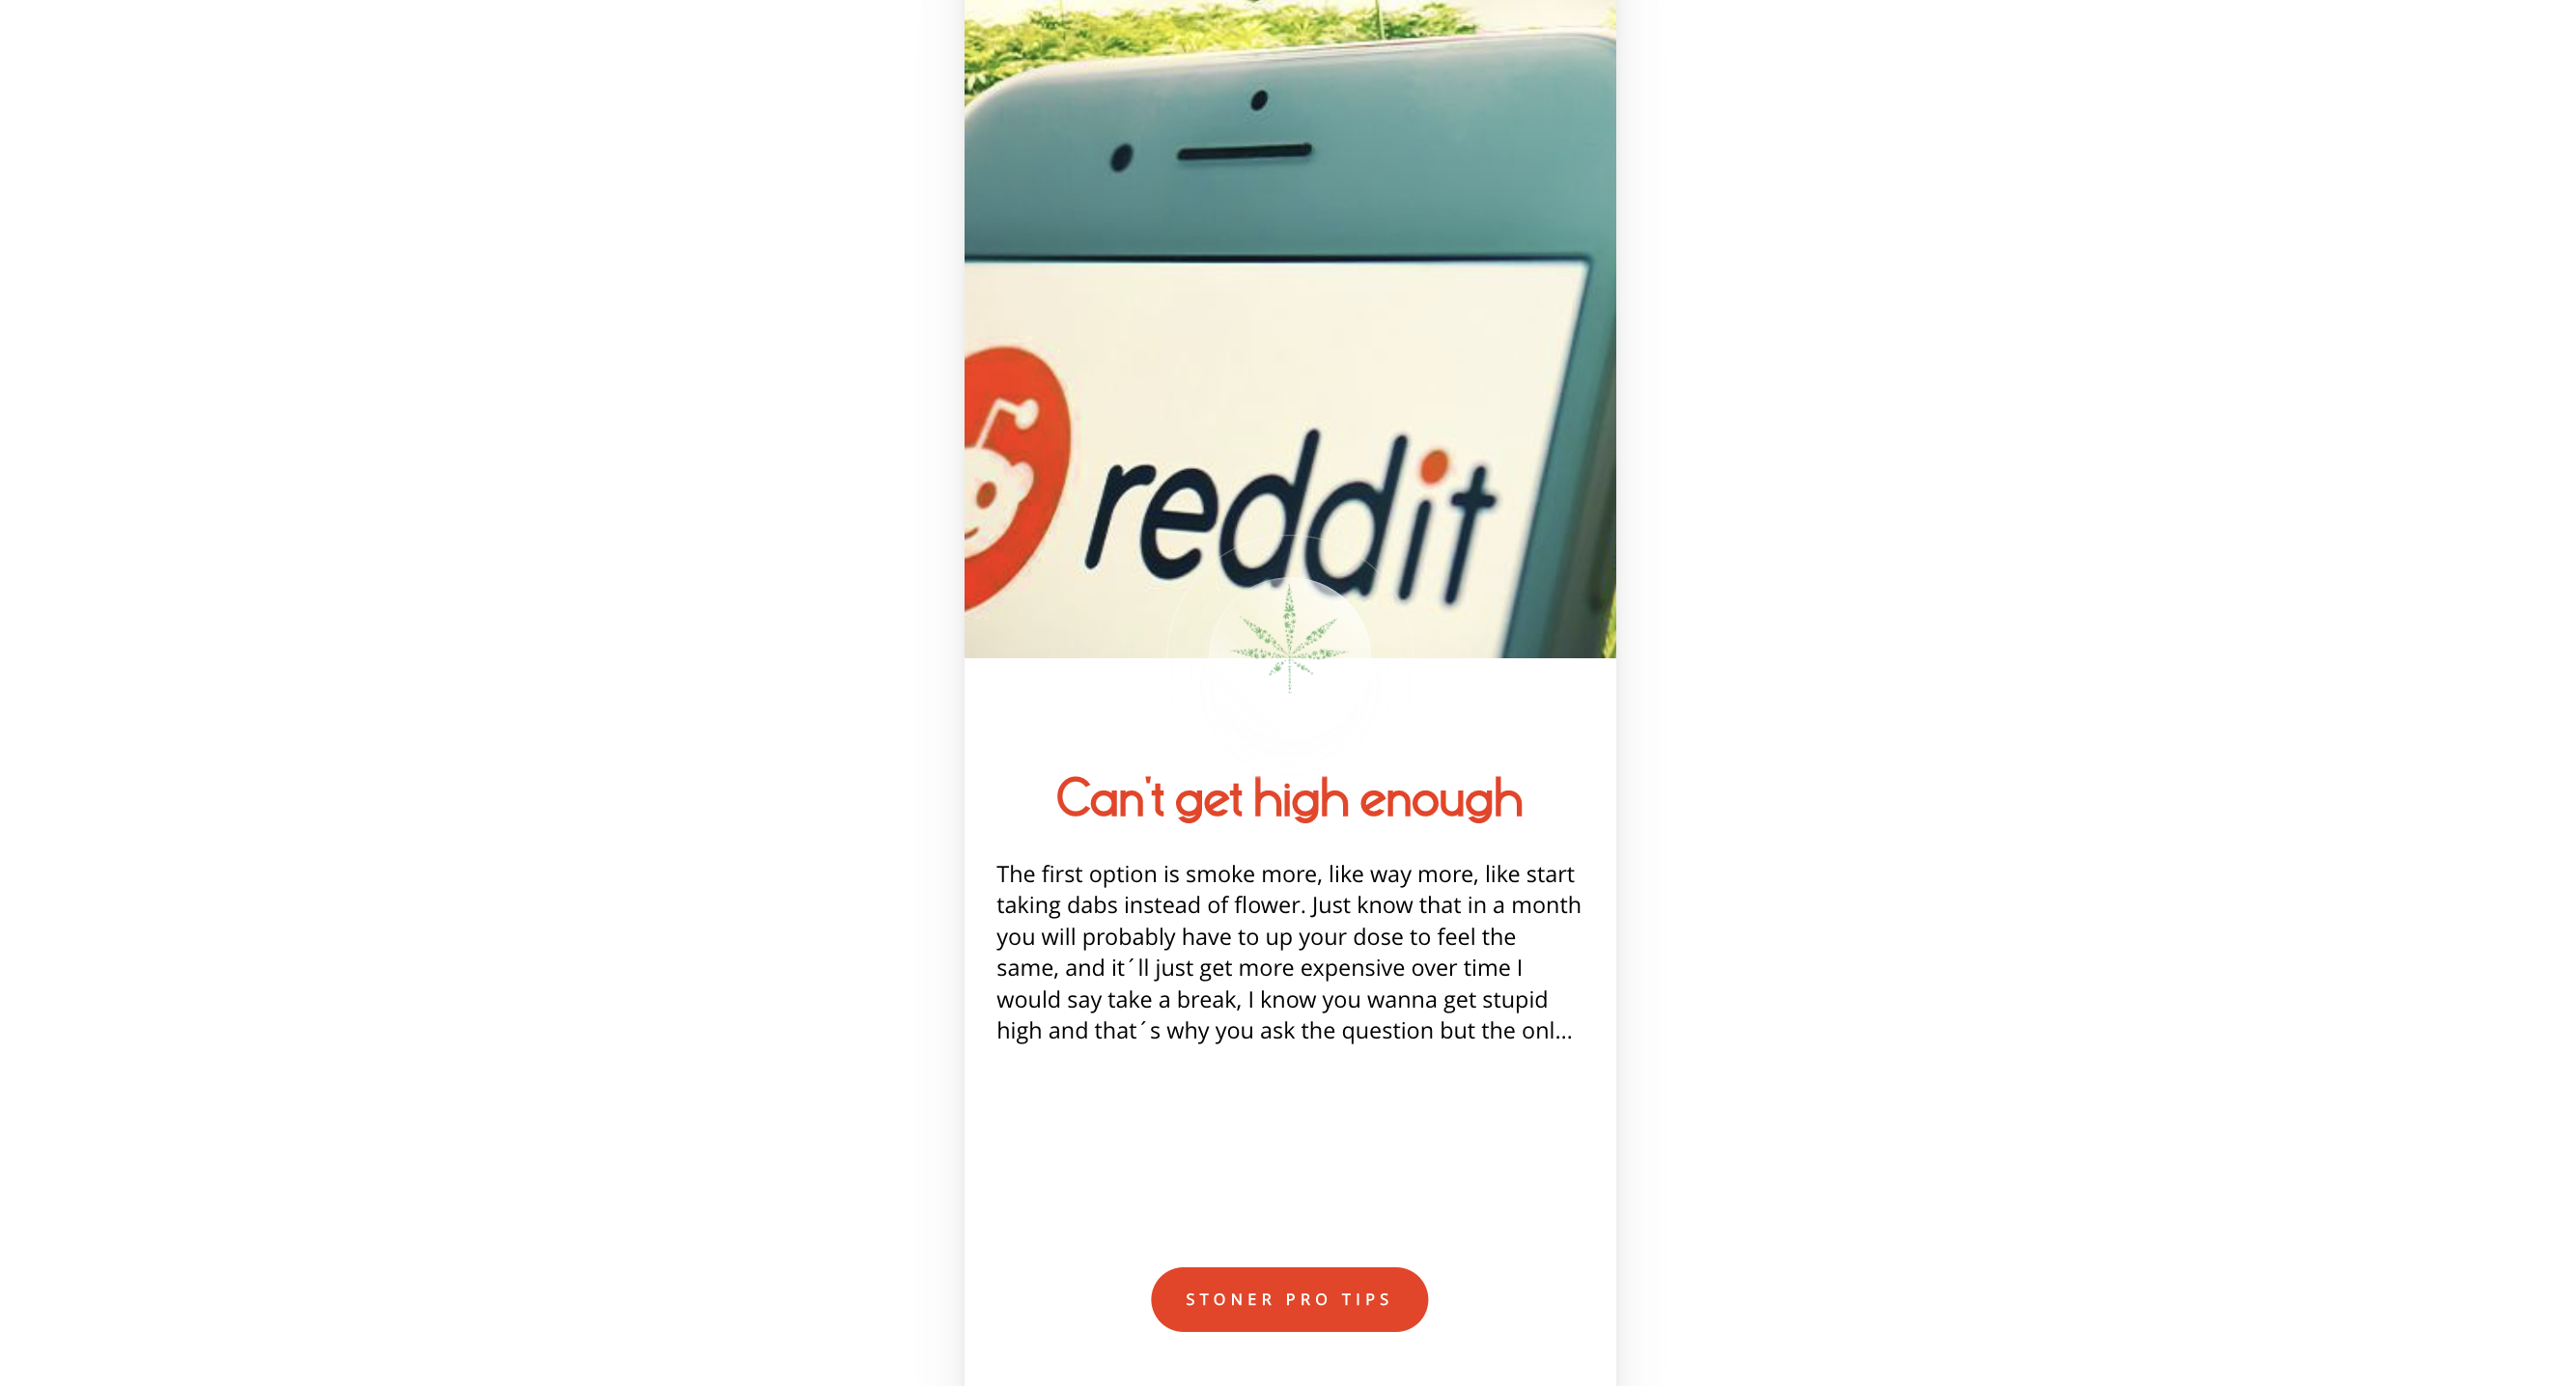 reddit
Can't get high enough
The first option is smoke more, like way more, like start
taking dabs instead of flower. Just know that in a month
you will probably have to up your dose to feel the
same, and it´ll just get more expensive over time I
would say take a break, I know you wanna get stupid
high and that´s why you ask the question but the onl...
STONER PRO TIPS